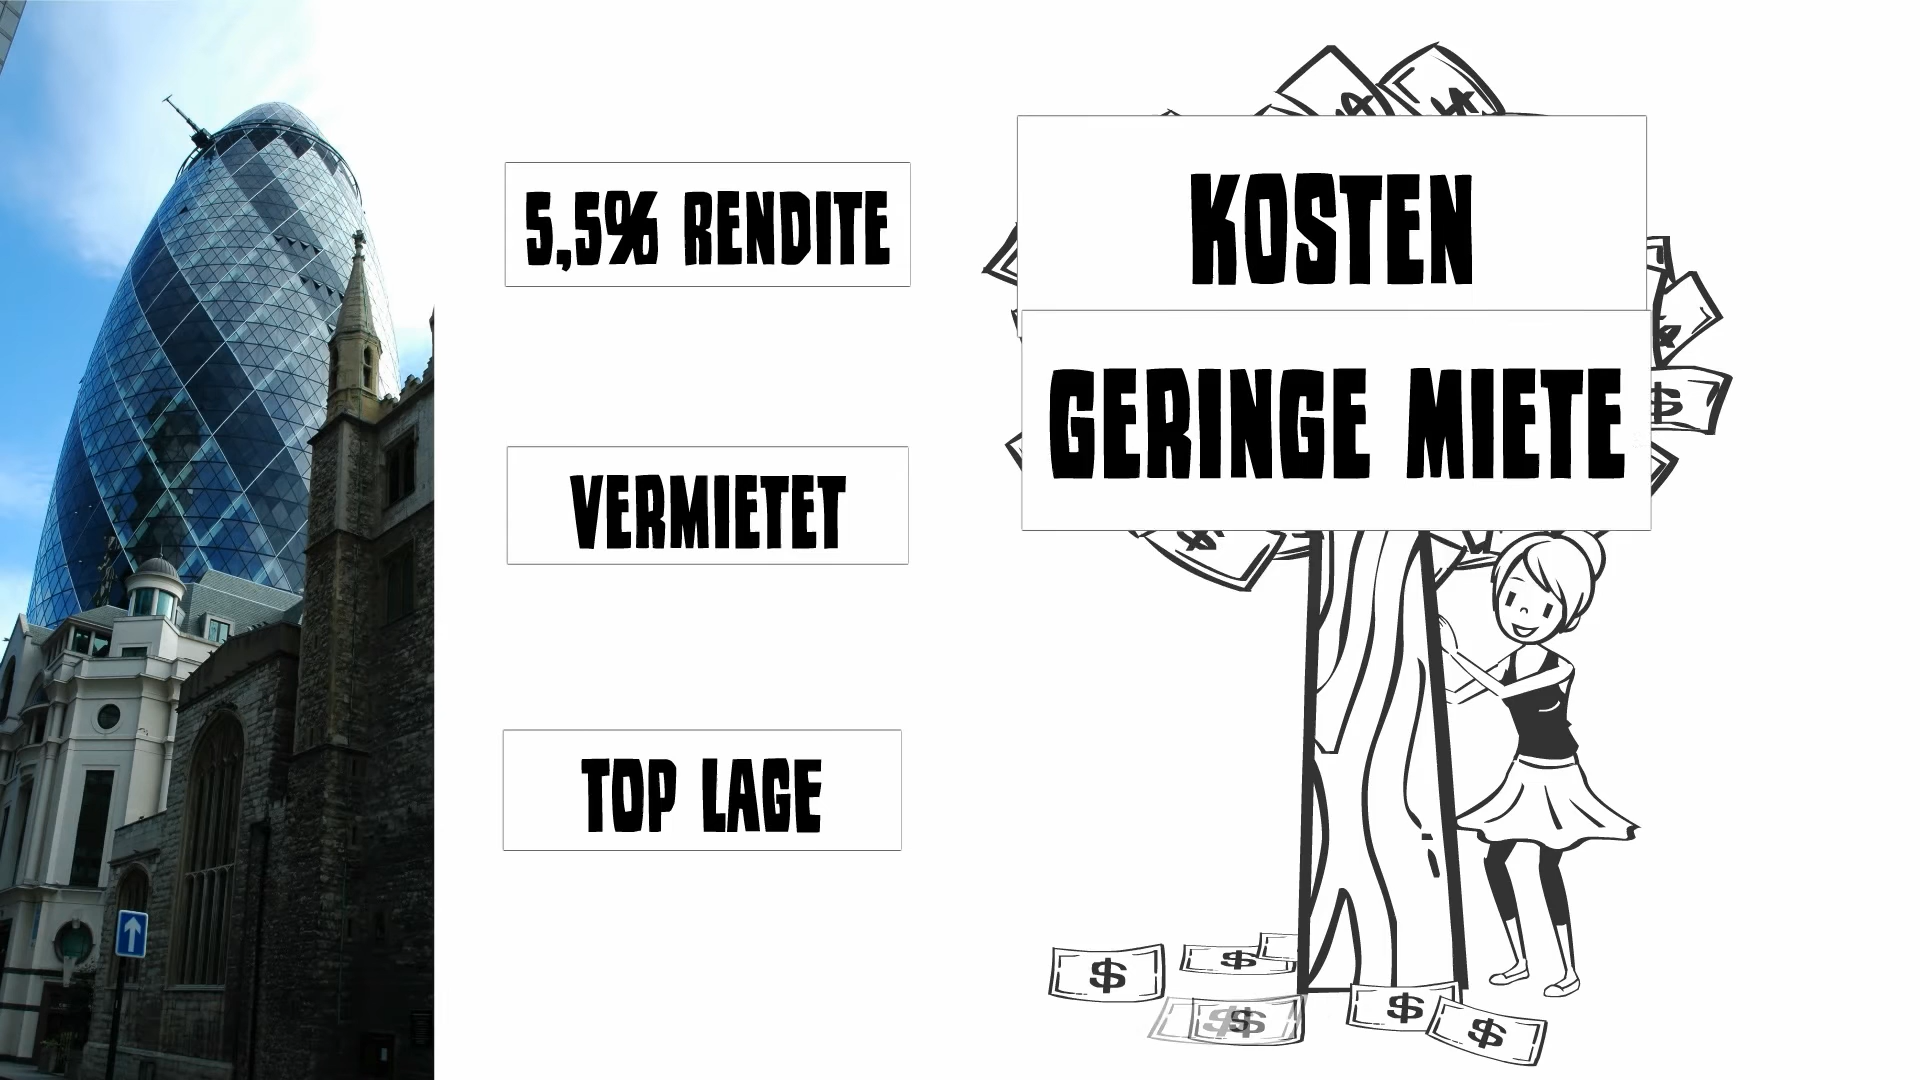 5,5% RENDITE
VERMIETET
TOP LAGE
KOSTEN
GERINGE MIETE
$
$
$
$
$
$
$
$